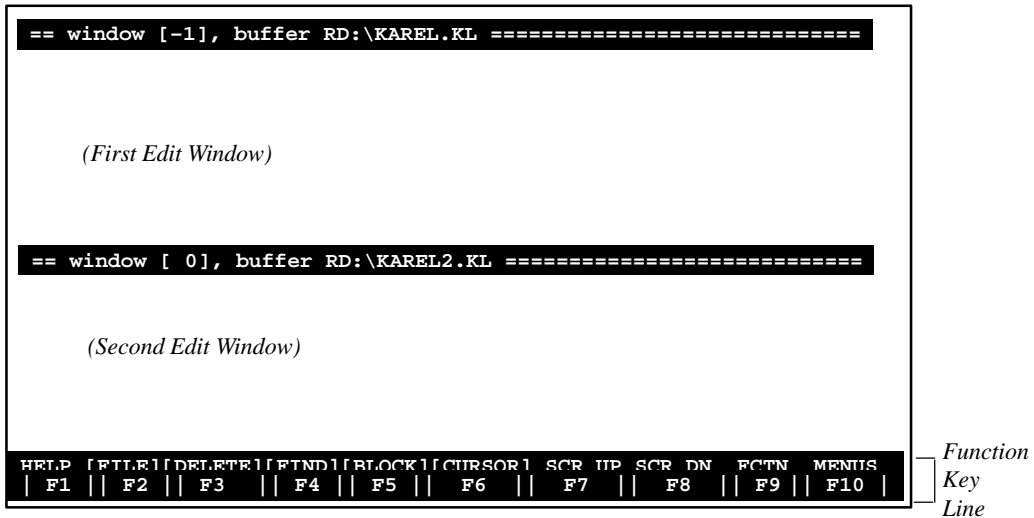 == window [–1], buffer RD:\KAREL.KL =============================
(First Edit Window)
== window [ 0], buffer RD:\KAREL2.KL ============================
(Second Edit Window)
HELP [FILE][DELETE][FIND][BLOCK][CURSOR] SCR UP SCR DN FCTN MENUS
| F1 || F2 || F3 || F4 || F5 || F6 || F7 || F8 || F9 || F10 |
Function
Key
Line